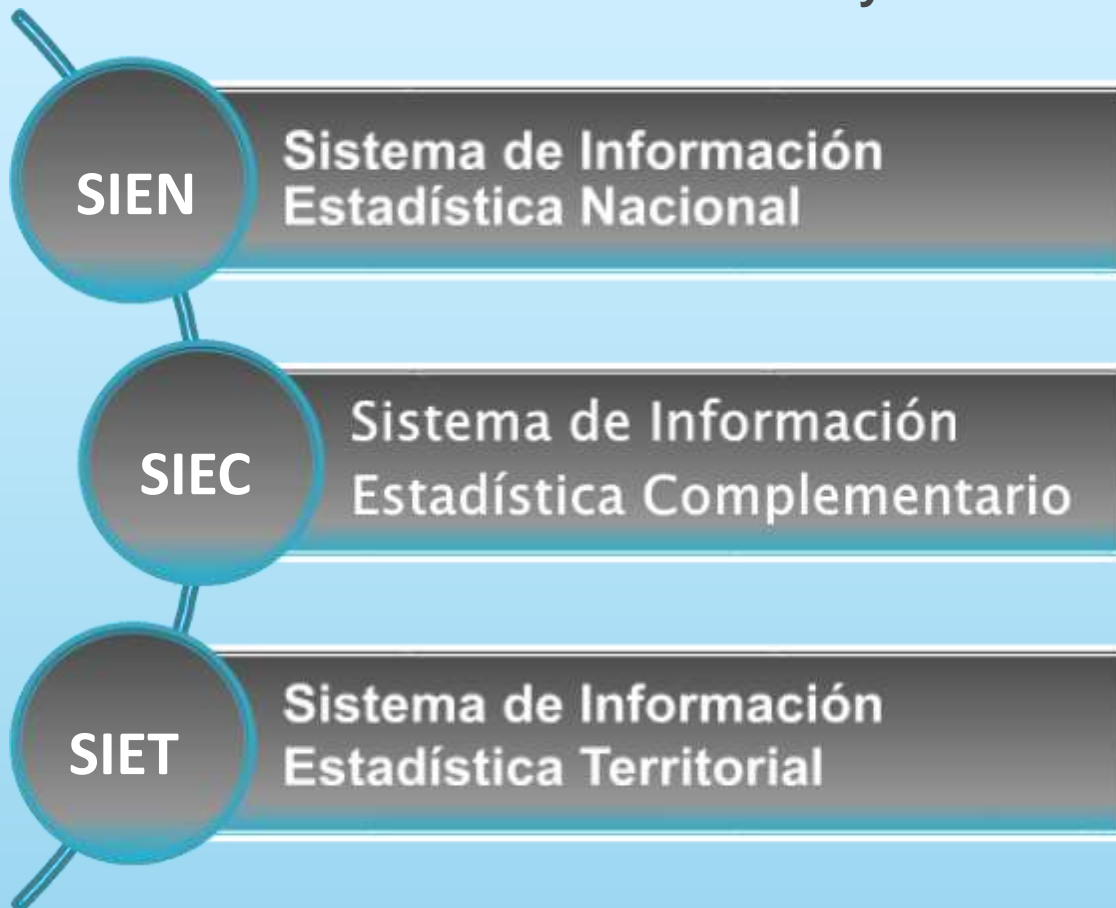 SIEN
Sistema de Información
Estadística Nacional
SIEC
Sistema de Información
Estadística Complementario
SIET
Sistema de Información
Estadística Territorial